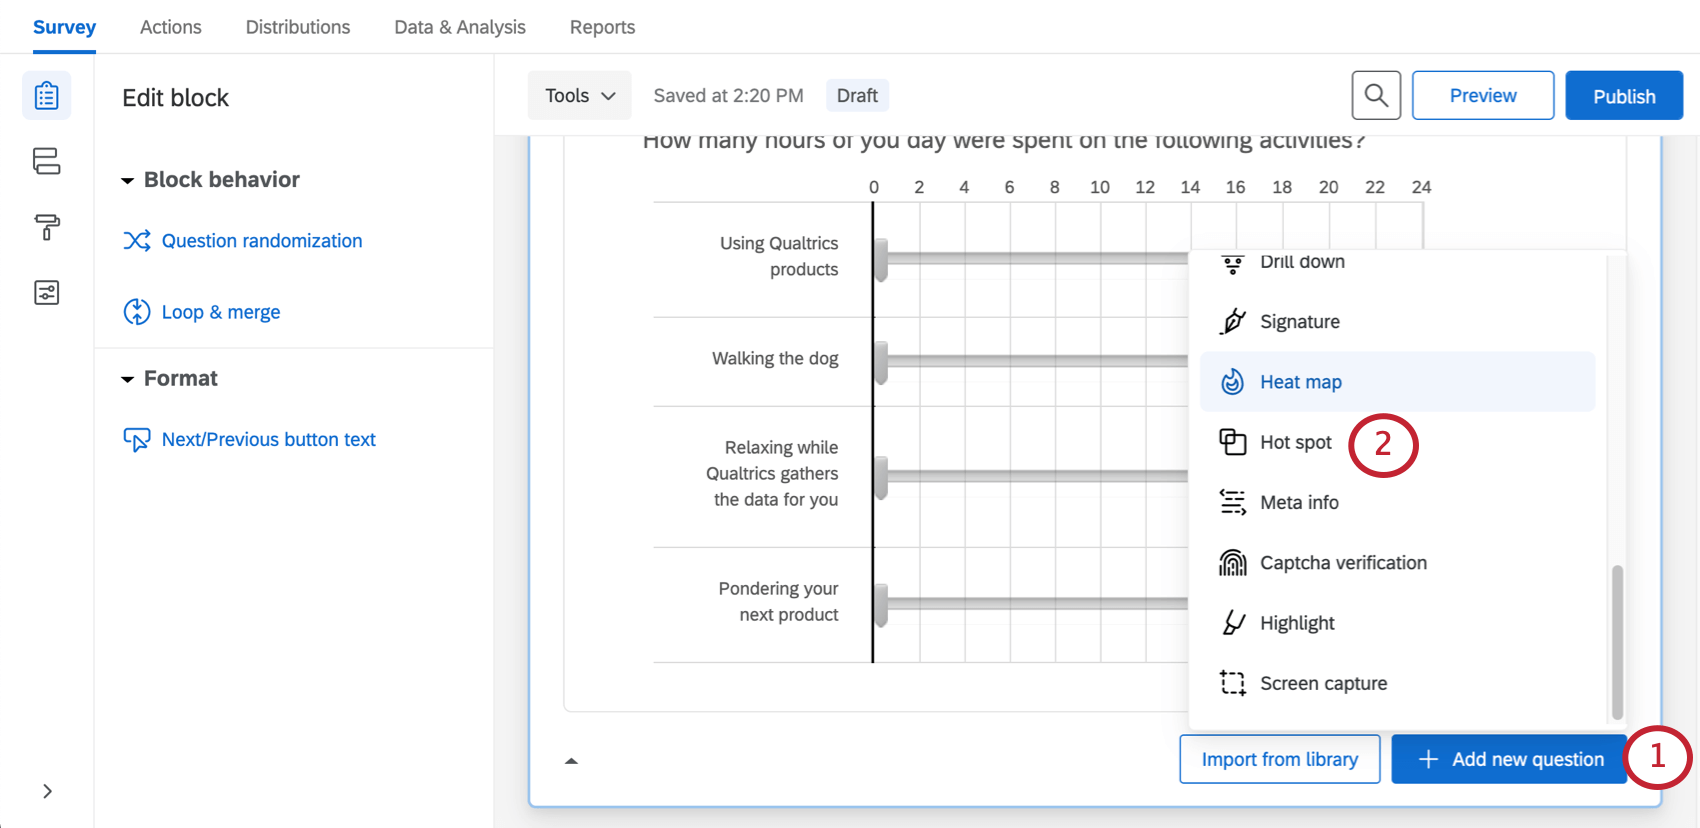 Survey Actions Distributions Data & Analysis Reports
Edit block
Tools Saved at 2:20 PM Draft Preview Publish
Block behavior
Question randomization
Loop & merge
Format
Next/Previous button text
How many hours of you day were spent on the following activities?
0 2 4 6 8 10 12 14 16 18 20 22 24
Using Qualtrics
products
Walking the dog
Relaxing while
Qualtrics gathers
the data for you
Pondering your
next product
Drill down
Signature
Heat map
Hot spot 2
Meta info
Captcha verification
Highlight
Screen capture
Import from library + Add new question 1